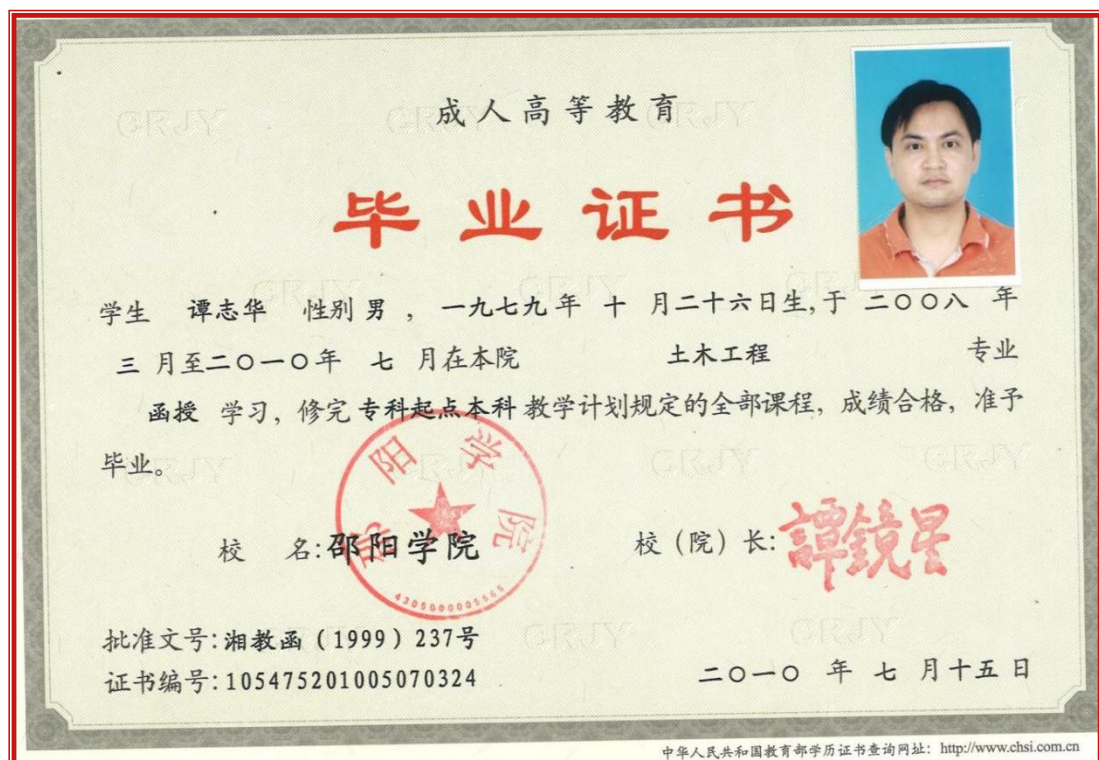 成人高等教育
毕业证书
学生 谭志华 性别 男 , 一九七九 年 十 月二十六日生, 于 二〇〇八 年
三 月至二〇一〇年 七 月在本院 土木工程 专业
函授 学习, 修完 专科起点本科 教学计划规定的全部课程, 成绩合格, 准予
毕业。
邵阳学院
校 名: 邵阳学院 校 (院) 长: 譚鏡星
批准文号: 湘教函 (1999) 237号
证书编号: 105475201005070324
二〇一〇 年 七 月十五 日
中华人民共和国教育部学历证书查询网址: http://www.chsi.com.cn